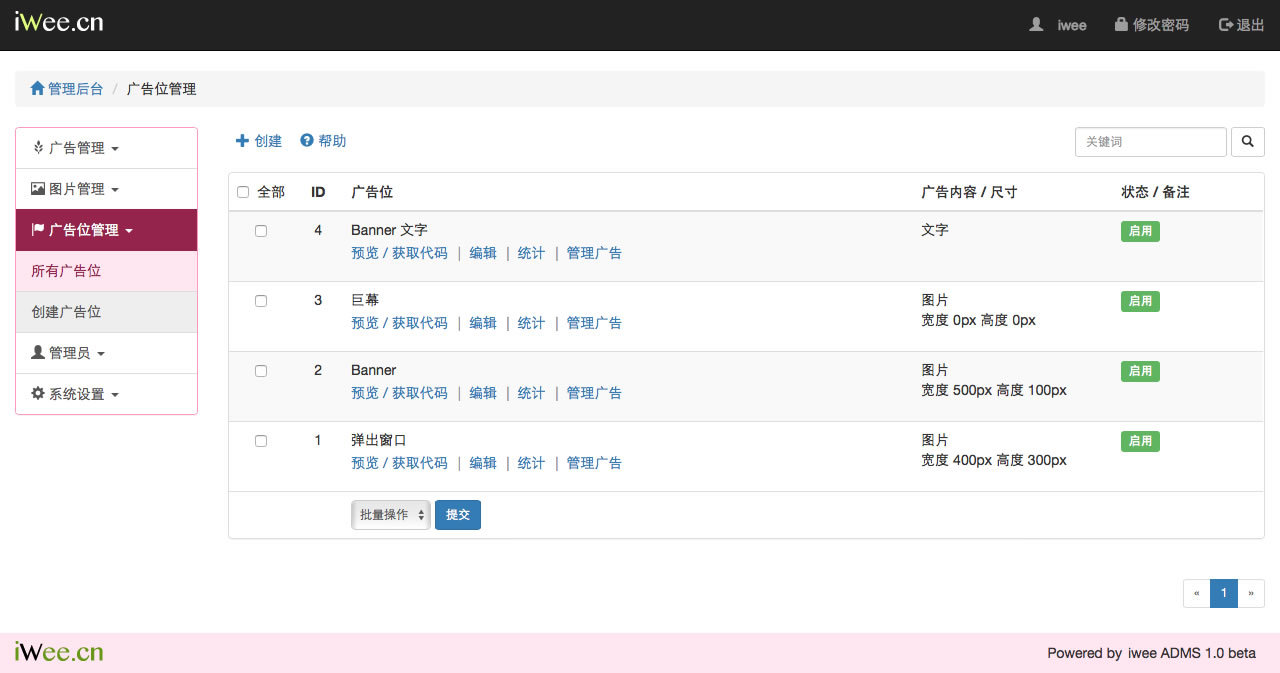 iWee.cn
iwee 修改密码 退出
管理后台 / 广告位管理
广告管理
图片管理
广告位管理
所有广告位
创建广告位
管理员
系统设置
创建 帮助
关键词
全部 ID 广告位 广告内容 / 尺寸 状态 / 备注
4 Banner 文字 文字 启用
预览 / 获取代码 | 编辑 | 统计 | 管理广告
3 巨幕 图片 启用
预览 / 获取代码 | 编辑 | 统计 | 管理广告 宽度 0px 高度 0px
2 Banner 图片 启用
预览 / 获取代码 | 编辑 | 统计 | 管理广告 宽度 500px 高度 100px
1 弹出窗口 图片 启用
预览 / 获取代码 | 编辑 | 统计 | 管理广告 宽度 400px 高度 300px
批量操作 提交
« 1 »
iWee.cn
Powered by iwee ADMS 1.0 beta